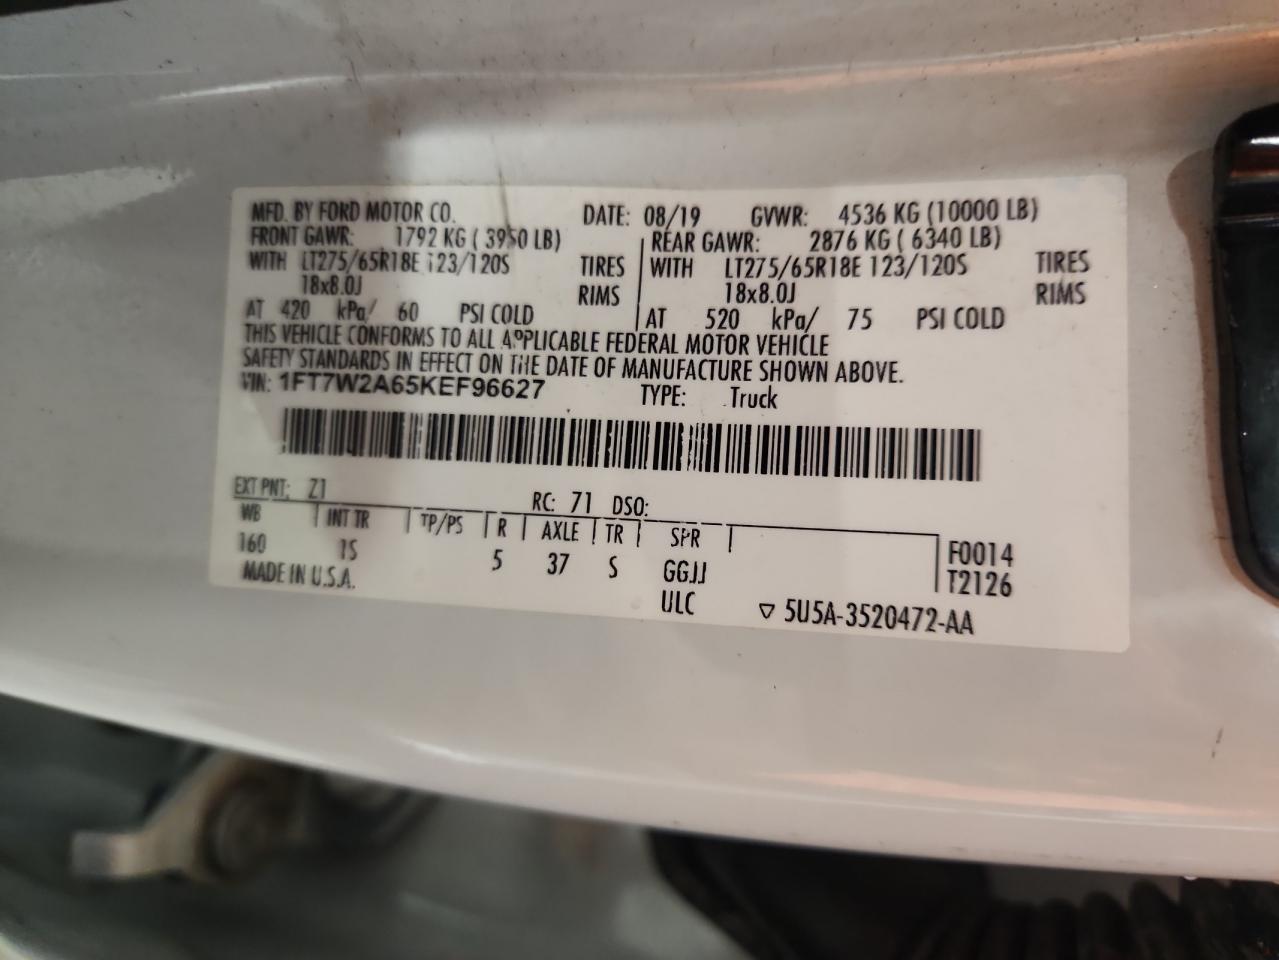 MFD. BY FORD MOTOR CO. DATE: 08/19 GVWR: 4536 KG (10000 LB)
FRONT GAWR: 1792 KG ( 3950 LB) REAR GAWR: 2876 KG ( 6340 LB)
WITH LT275/65R18E 123/120S TIRES WITH LT275/65R18E 123/120S TIRES
18x8.0J RIMS 18x8.0J RIMS
AT 420 kPa/ 60 PSI COLD AT 520 kPa/ 75 PSI COLD
THIS VEHICLE CONFORMS TO ALL APPLICABLE FEDERAL MOTOR VEHICLE
SAFETY STANDARDS IN EFFECT ON THE DATE OF MANUFACTURE SHOWN ABOVE.
VIN: 1FT7W2A65KEF96627 TYPE: Truck
EXT PNT: Z1 RC: 71 DSO:
WB INT TR TP/PS R AXLE TR SPR
160 1S 5 37 S GGJJ F0014
MADE IN U.S.A. ULC T2126
▽ 5U5A-3520472-AA